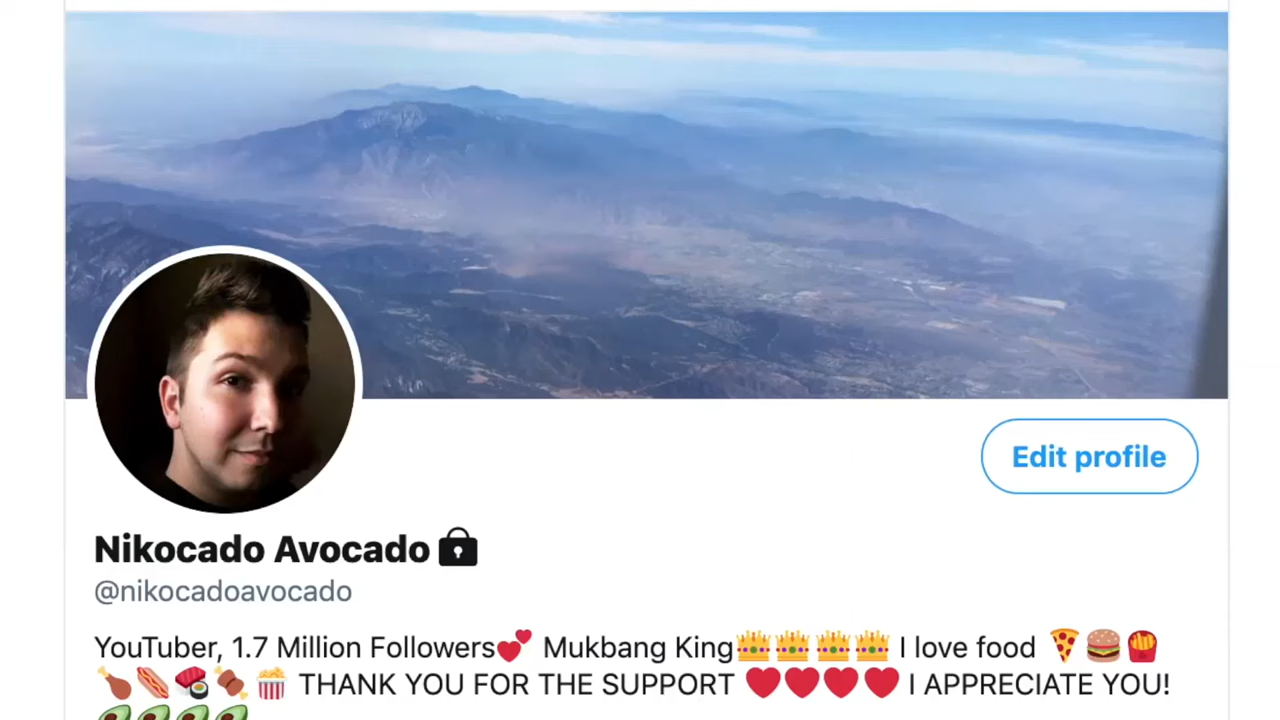 Edit profile
Nikocado Avocado
@nikocadoavocado
YouTuber, 1.7 Million Followers💕 Mukbang King👑👑👑👑 I love food 🍕🍔🍟
🍗🌭🍣🍖🍿 THANK YOU FOR THE SUPPORT ❤️❤️❤️❤️ I APPRECIATE YOU!
🥑🥑🥑🥑